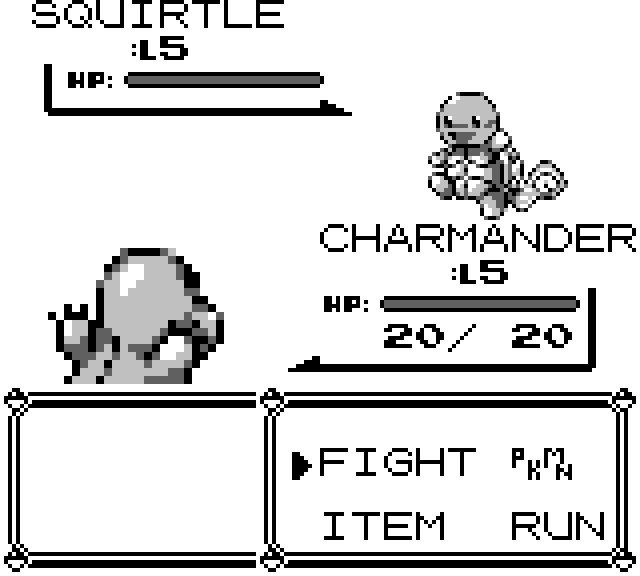 SQUIRTLE
:L5
HP:
CHARMANDER
:L5
HP:
20/ 20
▶FIGHT PKMN
ITEM RUN